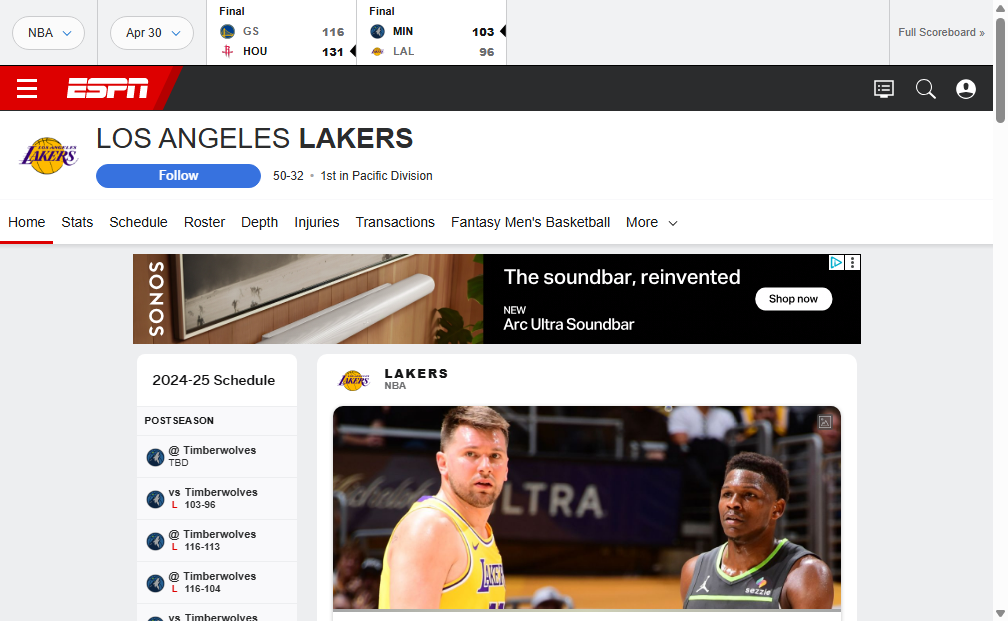 NBA
Apr 30
Final
GS 116
HOU 131
Final
MIN 103
LAL 96
Full Scoreboard »
ESPN
LOS ANGELES LAKERS
Follow
50-32 • 1st in Pacific Division
Home Stats Schedule Roster Depth Injuries Transactions Fantasy Men's Basketball More
SONOS
The soundbar, reinvented
NEW
Arc Ultra Soundbar
Shop now
2024-25 Schedule
POSTSEASON
@ Timberwolves
TBD
vs Timberwolves
L 103-96
@ Timberwolves
L 116-113
@ Timberwolves
L 116-104
vs Timberwolves
LAKERS
NBA
ULTRA
LAKERS
sezzle